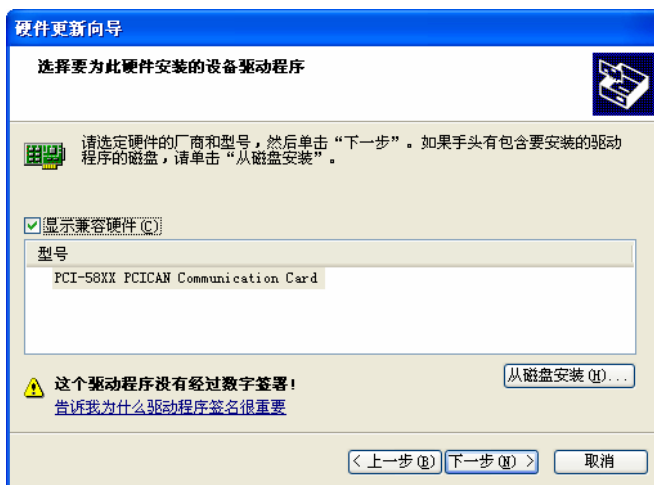 硬件更新向导
选择要为此硬件安装的设备驱动程序
请选定硬件的厂商和型号，然后单击“下一步”。如果手头有包含要安装的驱动
程序的磁盘，请单击“从磁盘安装”。
显示兼容硬件(C)
型号
PCI-58XX PCICAN Communication Card
这个驱动程序没有经过数字签署!
告诉我为什么驱动程序签名很重要
从磁盘安装(H)...
< 上一步(B)
下一步(N) >
取消